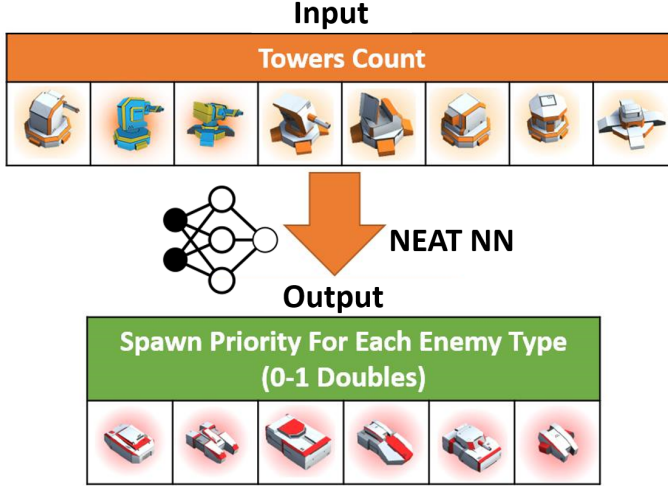 Input
Towers Count
NEAT NN
Output
Spawn Priority For Each Enemy Type
(0-1 Doubles)